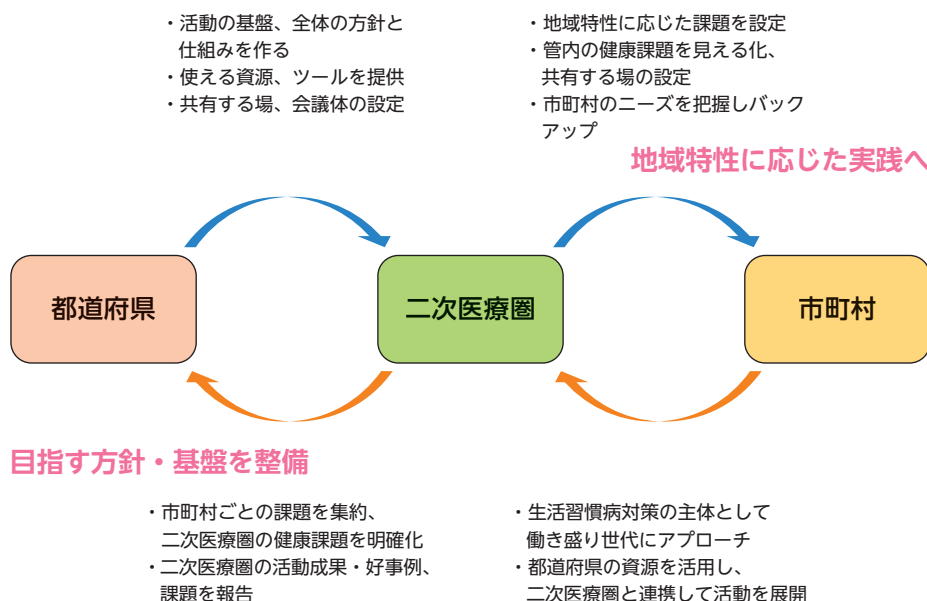 ・活動の基盤、全体の方針と
仕組みを作る
・使える資源、ツールを提供
・共有する場、会議体の設定
・地域特性に応じた課題を設定
・管内の健康課題を見える化、
共有する場の設定
・市町村のニーズを把握しバック
アップ
地域特性に応じた実践へ
都道府県
二次医療圏
市町村
目指す方針・基盤を整備
・市町村ごとの課題を集約、
二次医療圏の健康課題を明確化
・二次医療圏の活動成果・好事例、
課題を報告
・生活習慣病対策の主体として
働き盛り世代にアプローチ
・都道府県の資源を活用し、
二次医療圏と連携して活動を展開